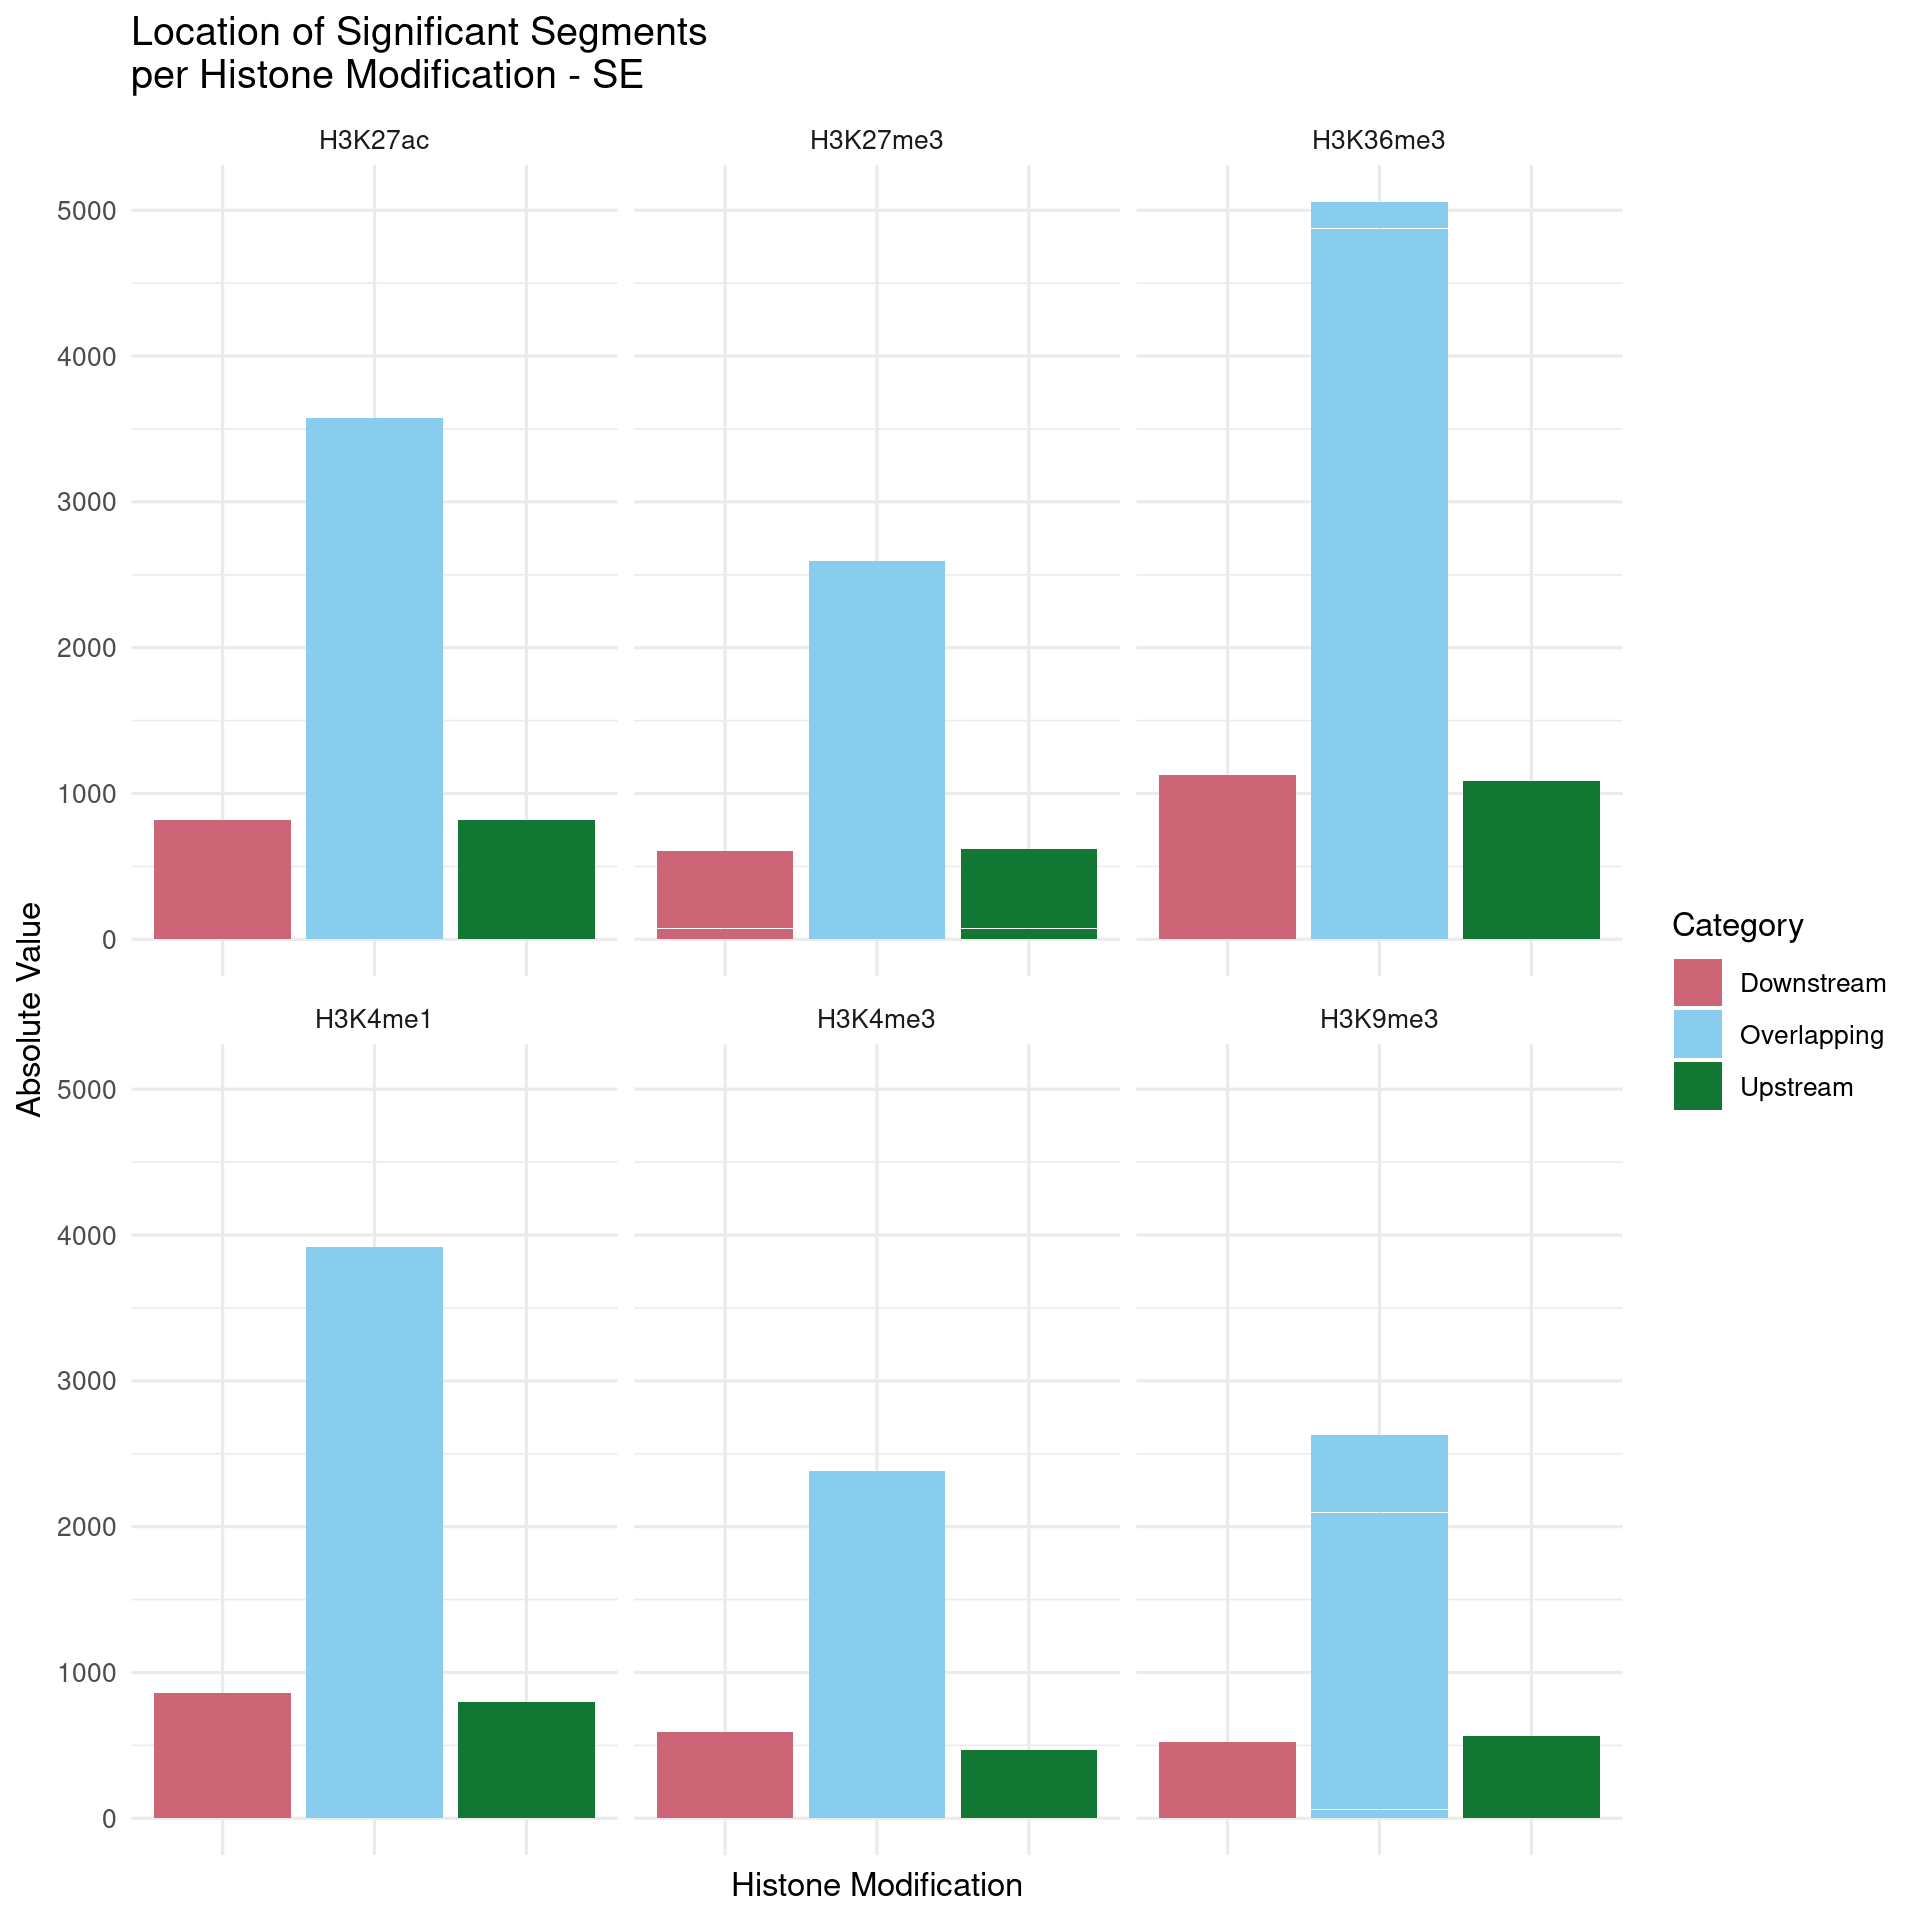 Location of Significant Segments
per Histone Modification - SE
H3K27ac
H3K27me3
H3K36me3
5000
4000
3000
2000
1000
0
H3K4me1
H3K4me3
H3K9me3
5000
4000
3000
2000
1000
0
Absolute Value
Histone Modification
Category
Downstream
Overlapping
Upstream